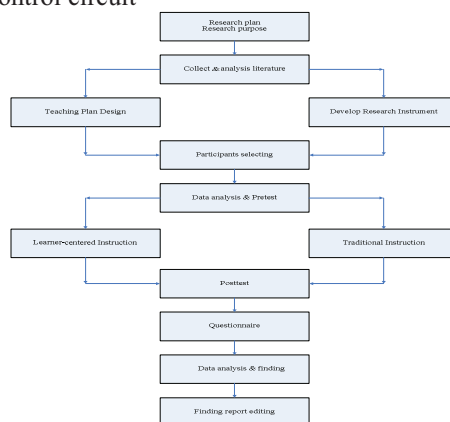 ontrol circuit
Research plan
Research purpose
Collect & analysis literature
Teaching Plan Design
Develop Research Instrument
Participants selecting
Data analysis & Pretest
Learner-centered Instruction
Traditional Instruction
Posttest
Questionnaire
Data analysis & finding
Finding report editing